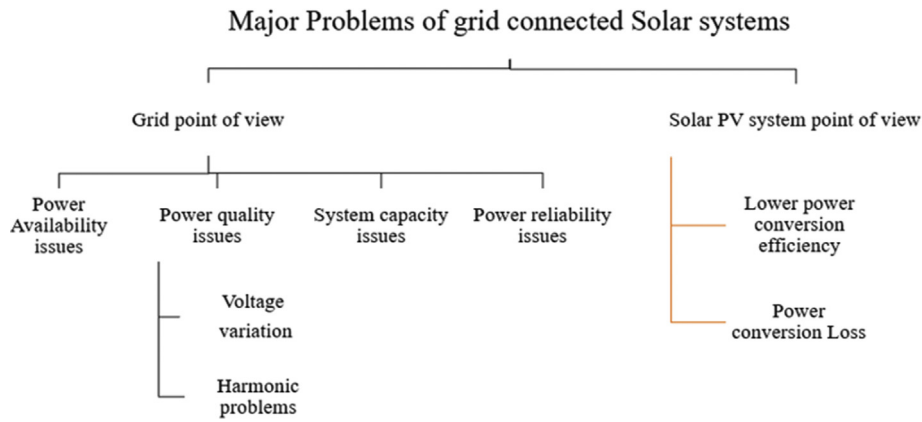 Major Problems of grid connected Solar systems
Grid point of view
Solar PV system point of view
Power
Availability
issues
Power quality
issues
System capacity
issues
Power reliability
issues
Voltage
variation
Harmonic
problems
Lower power
conversion
efficiency
Power
conversion Loss